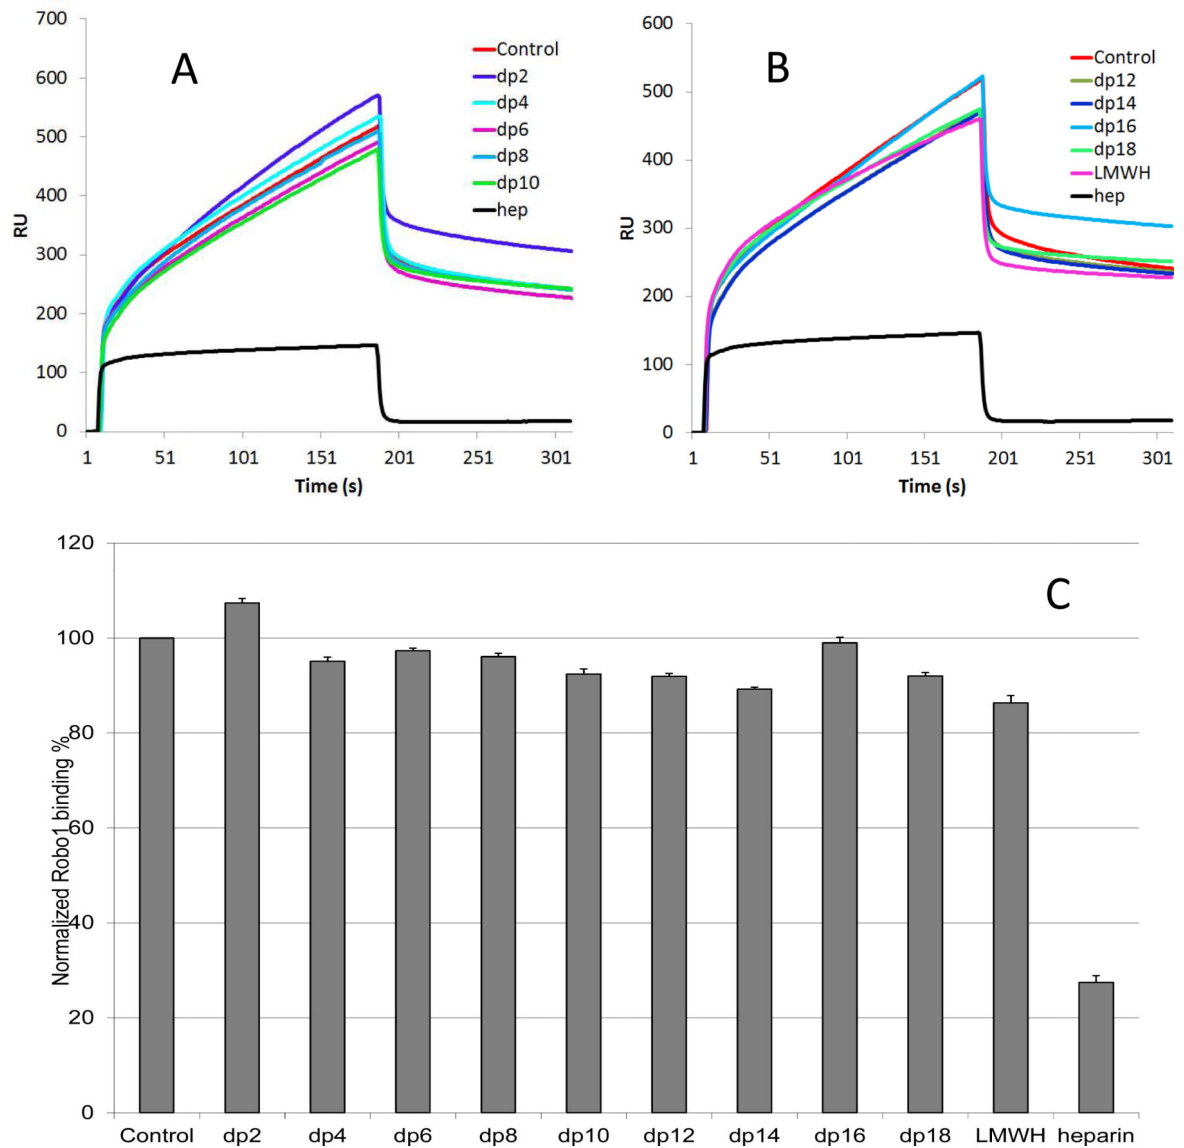 A
700
600
500
400
300
200
100
0
RU
1 51 101 151 201 251 301
Time (s)
Control
dp2
dp4
dp6
dp8
dp10
hep
B
600
500
400
300
200
100
0
RU
1 51 101 151 201 251 301
Time (s)
Control
dp12
dp14
dp16
dp18
LMWH
hep
C
120
100
80
60
40
20
0
Normalized Robo1 binding %
Control dp2 dp4 dp6 dp8 dp10 dp12 dp14 dp16 dp18 LMWH heparin